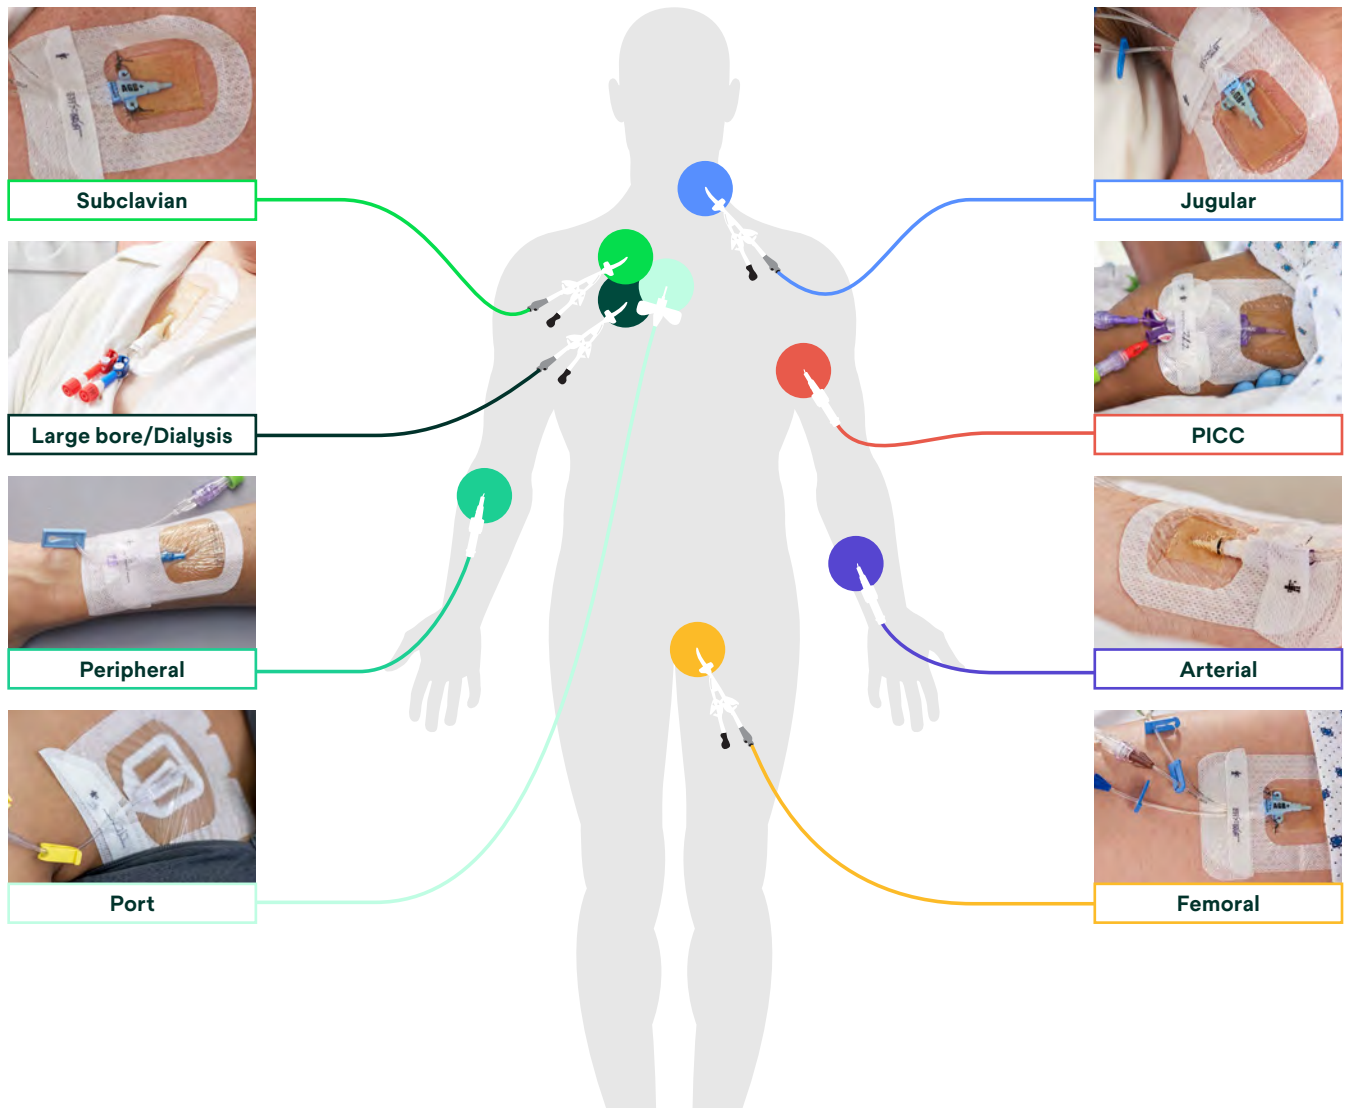 Subclavian
Jugular
Large bore/Dialysis
PICC
Peripheral
Arterial
Port
Femoral